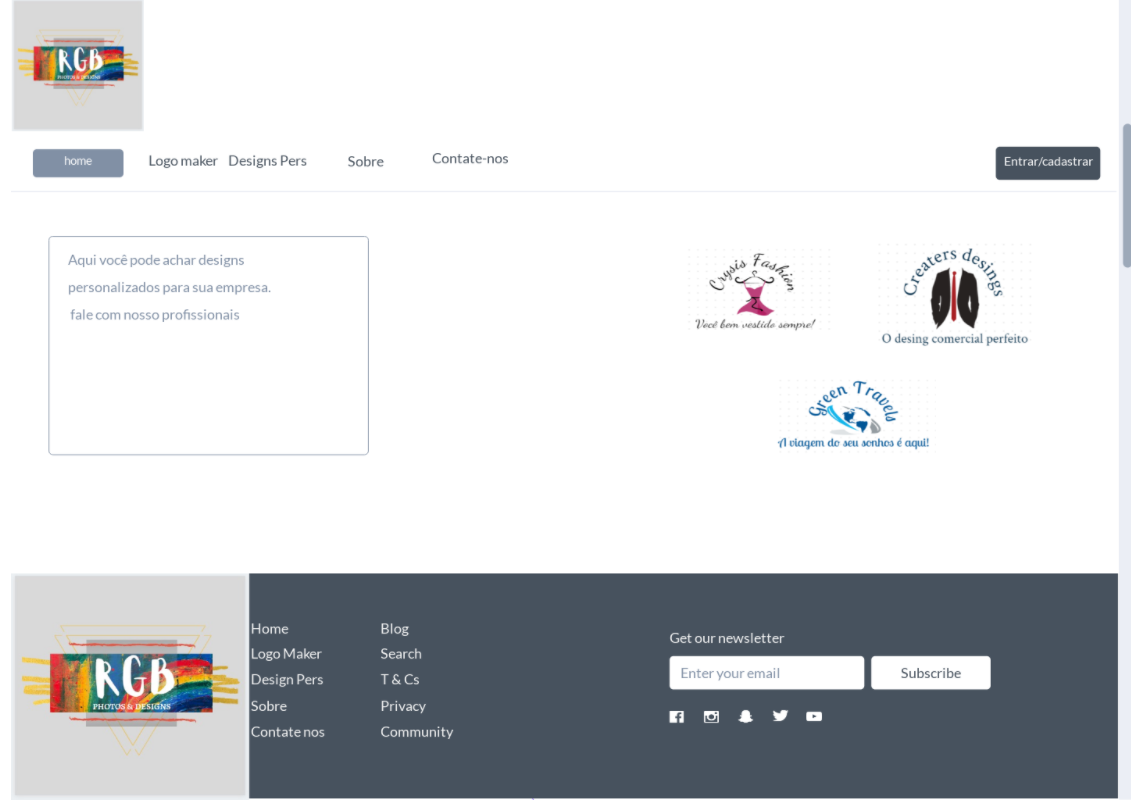 RGB
PHOTOS & DESIGNS
home
Logo maker
Designs Pers
Sobre
Contate-nos
Entrar/cadastrar
Aqui você pode achar designs
personalizados para sua empresa.
fale com nosso profissionais
Crysis Fashion
Você bem vestido sempre!
Creaters desings
O desing comercial perfeito
Green Travels
A viagem do seu sonhos é aqui!
RGB
PHOTOS & DESIGNS
Home
Logo Maker
Design Pers
Sobre
Contate nos
Blog
Search
T & Cs
Privacy
Community
Get our newsletter
Enter your email
Subscribe